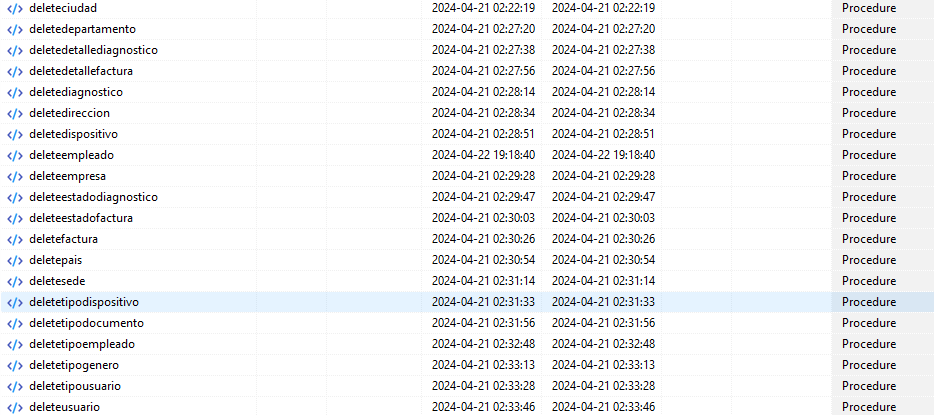 deleteciudad 2024-04-21 02:22:19 2024-04-21 02:22:19 Procedure
deletedepartamento 2024-04-21 02:27:20 2024-04-21 02:27:20 Procedure
deletedetallediagnostico 2024-04-21 02:27:38 2024-04-21 02:27:38 Procedure
deletedetallefactura 2024-04-21 02:27:56 2024-04-21 02:27:56 Procedure
deletediagnostico 2024-04-21 02:28:14 2024-04-21 02:28:14 Procedure
deletedireccion 2024-04-21 02:28:34 2024-04-21 02:28:34 Procedure
deletedispositivo 2024-04-21 02:28:51 2024-04-21 02:28:51 Procedure
deleteempleado 2024-04-22 19:18:40 2024-04-22 19:18:40 Procedure
deleteempresa 2024-04-21 02:29:28 2024-04-21 02:29:28 Procedure
deleteestadodiagnostico 2024-04-21 02:29:47 2024-04-21 02:29:47 Procedure
deleteestadofactura 2024-04-21 02:30:03 2024-04-21 02:30:03 Procedure
deletefactura 2024-04-21 02:30:26 2024-04-21 02:30:26 Procedure
deletepais 2024-04-21 02:30:54 2024-04-21 02:30:54 Procedure
deletesede 2024-04-21 02:31:14 2024-04-21 02:31:14 Procedure
deletetipodispositivo 2024-04-21 02:31:33 2024-04-21 02:31:33 Procedure
deletetipodocumento 2024-04-21 02:31:56 2024-04-21 02:31:56 Procedure
deletetipoempleado 2024-04-21 02:32:48 2024-04-21 02:32:48 Procedure
deletetipogenero 2024-04-21 02:33:13 2024-04-21 02:33:13 Procedure
deletetipousuario 2024-04-21 02:33:28 2024-04-21 02:33:28 Procedure
deleteusuario 2024-04-21 02:33:46 2024-04-21 02:33:46 Procedure